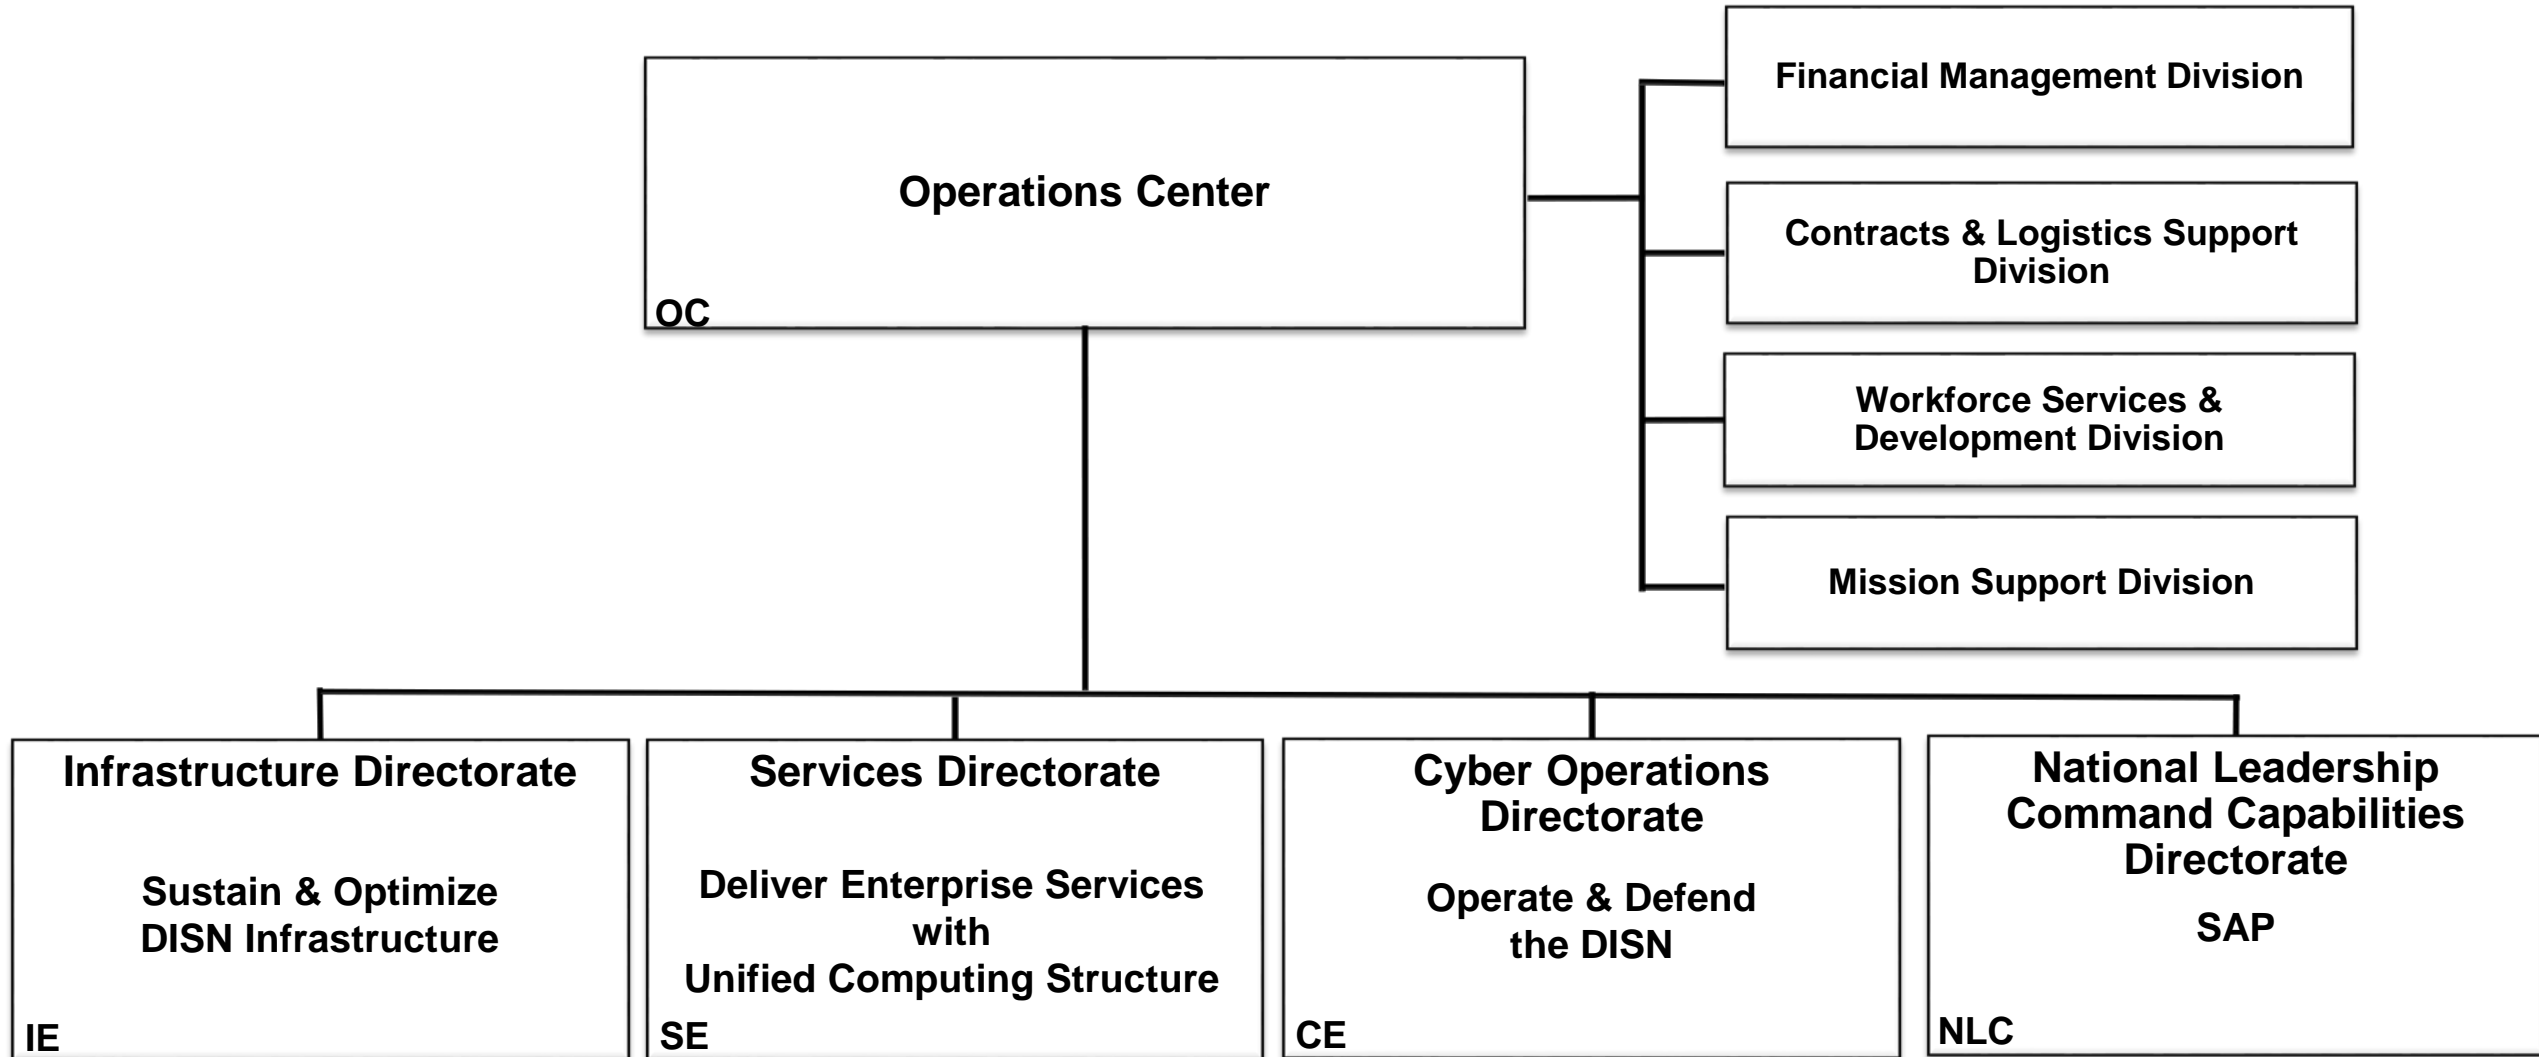 Financial Management Division
Operations Center
OC
Contracts & Logistics Support
Division
Workforce Services &
Development Division
Mission Support Division
Infrastructure Directorate
Sustain & Optimize
DISN Infrastructure
IE
Services Directorate
Deliver Enterprise Services
with
Unified Computing Structure
SE
Cyber Operations
Directorate
Operate & Defend
the DISN
CE
National Leadership
Command Capabilities
Directorate
SAP
NLC